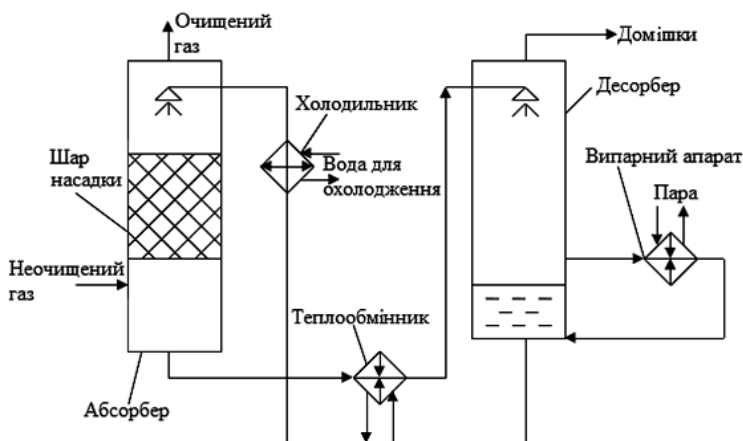 Очищений
газ
Домішки
Десорбер
Холодильник
Шар
насадки
Вода для
охолодження
Випарний апарат
Пара
Неочищений
газ
Теплообмінник
Абсорбер